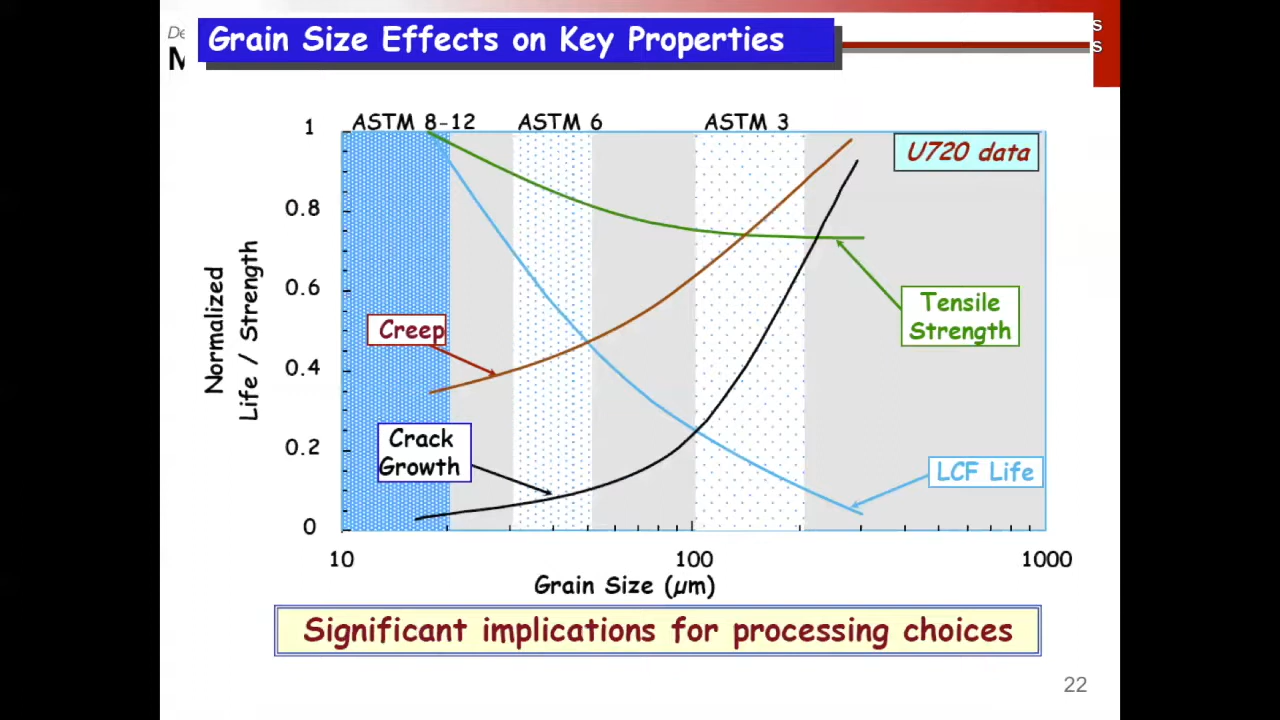 De
Grain Size Effects on Key Properties
s
s
ASTM 8-12 ASTM 6 ASTM 3
U720 data
1
0.8
0.6
0.4
0.2
0
Normalized
Life / Strength
Creep
Tensile
Strength
Crack
Growth
LCF Life
10 100 1000
Grain Size (µm)
Significant implications for processing choices
22